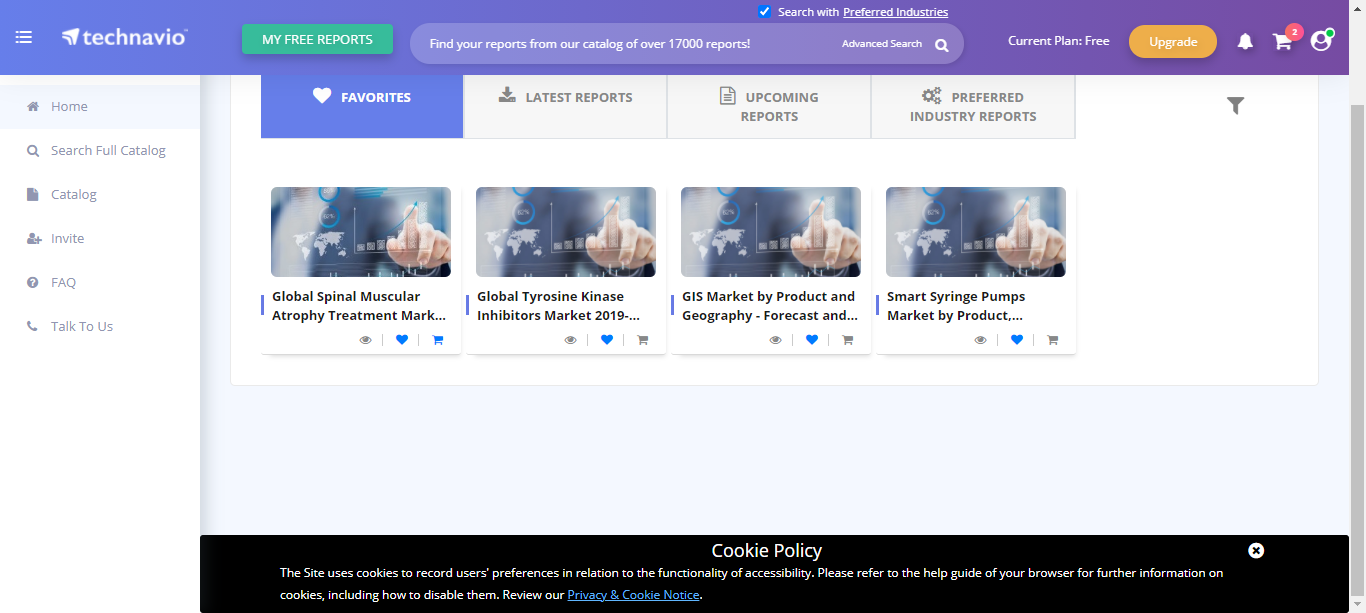 Search with Preferred Industries
technavio
MY FREE REPORTS
Find your reports from our catalog of over 17000 reports!
Advanced Search
Current Plan: Free
Upgrade
2
Home
Search Full Catalog
Catalog
Invite
FAQ
Talk To Us
FAVORITES
LATEST REPORTS
UPCOMING
REPORTS
PREFERRED
INDUSTRY REPORTS
Global Spinal Muscular
Atrophy Treatment Mark...
Global Tyrosine Kinase
Inhibitors Market 2019-...
GIS Market by Product and
Geography - Forecast and...
Smart Syringe Pumps
Market by Product,...
Cookie Policy
The Site uses cookies to record users' preferences in relation to the functionality of accessibility. Please refer to the help guide of your browser for further information on
cookies, including how to disable them. Review our Privacy & Cookie Notice.